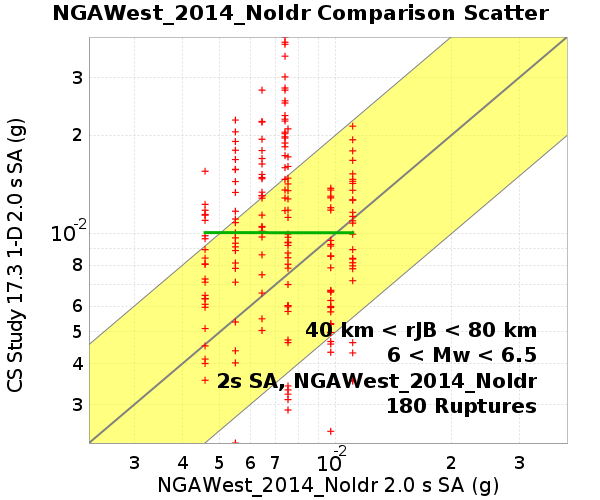 NGAWest_2014_NoIdr Comparison Scatter
CS Study 17.3 1-D 2.0 s SA (g)
3
2
10-2
8
6
5
4
3
40 km < rJB < 80 km
6 < Mw < 6.5
2s SA, NGAWest_2014_NoIdr
180 Ruptures
3 4 5 6 7 10-2 2 3
NGAWest_2014_NoIdr 2.0 s SA (g)